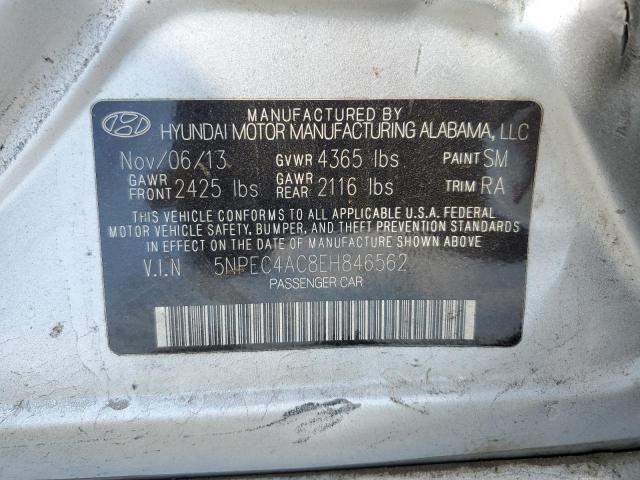 MANUFACTURED BY
HYUNDAI MOTOR MANUFACTURING ALABAMA, LLC
Nov/06/13 GVWR 4365 lbs PAINT SM
GAWR FRONT 2425 lbs GAWR REAR 2116 lbs TRIM RA
THIS VEHICLE CONFORMS TO ALL APPLICABLE U.S.A. FEDERAL
MOTOR VEHICLE SAFETY, BUMPER, AND THEFT PREVENTION STANDARDS
IN EFFECT ON THE DATE OF MANUFACTURE SHOWN ABOVE.
V.I.N 5NPEC4AC8EH846562
PASSENGER CAR